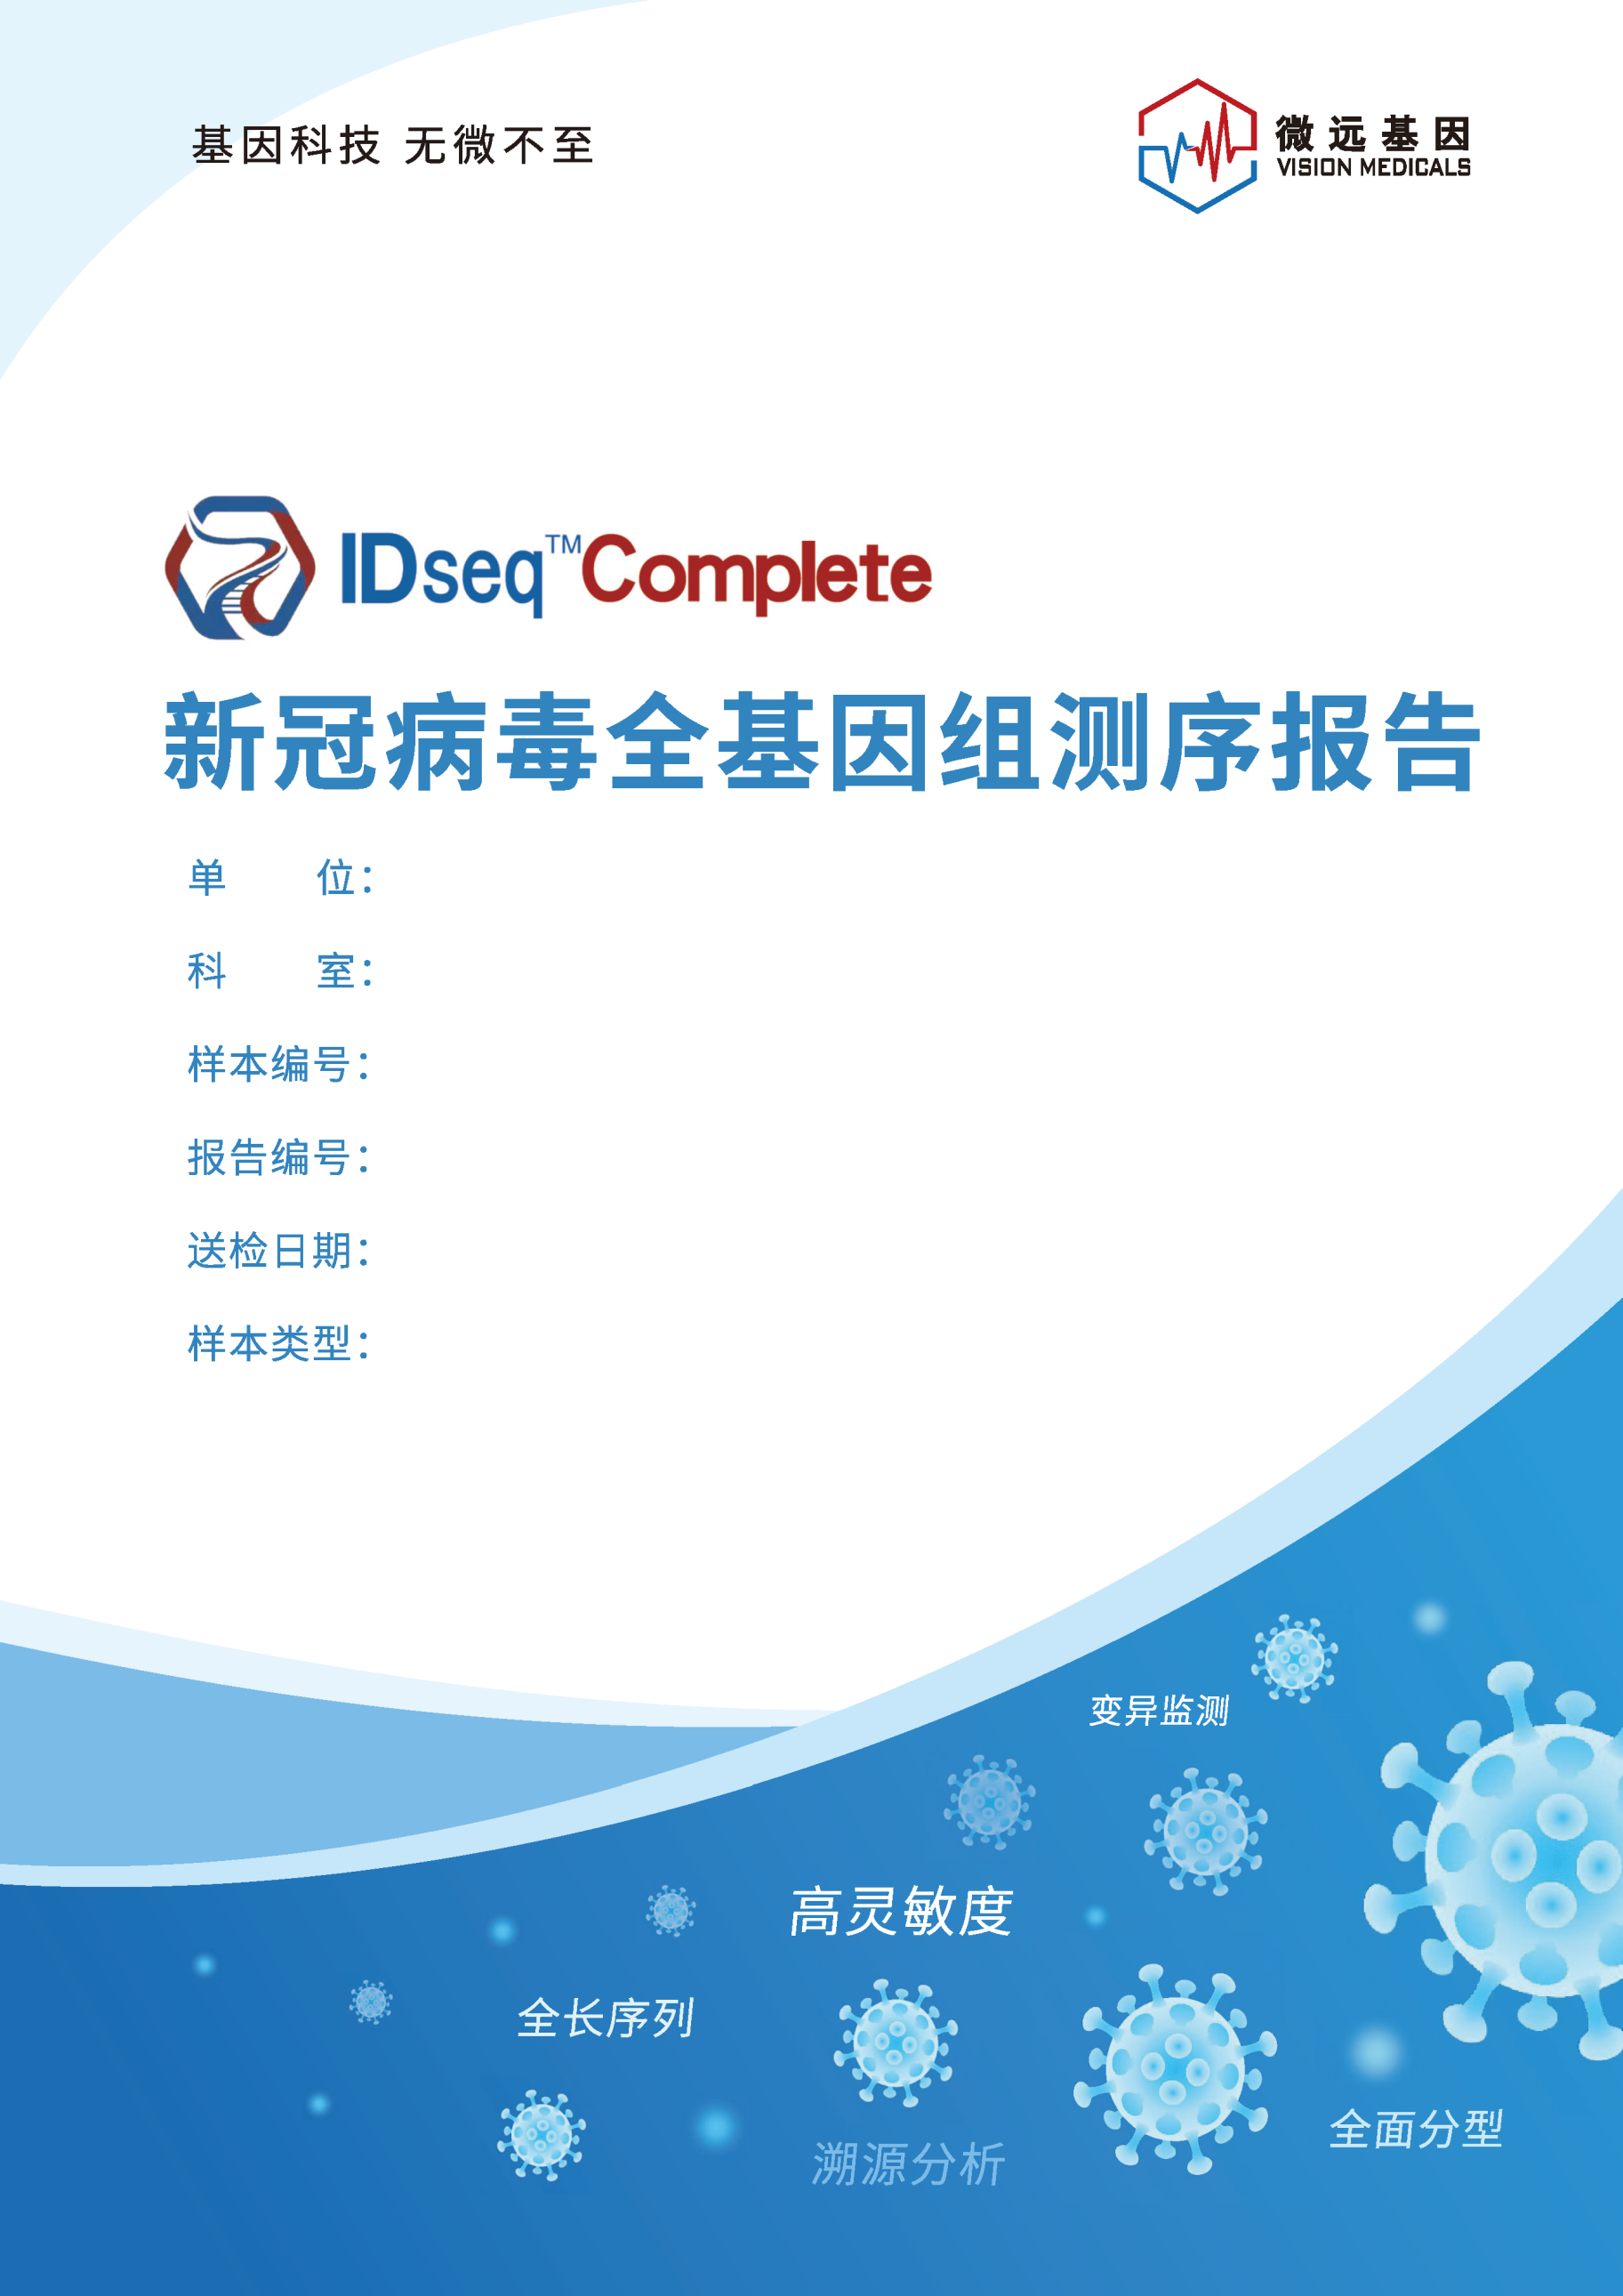 基因科技 无微不至
微远基因
VISION MEDICALS
IDseq™Complete
新冠病毒全基因组测序报告
单 位：
科 室：
样本编号：
报告编号：
送检日期：
样本类型：
变异监测
高灵敏度
全长序列
全面分型
溯源分析